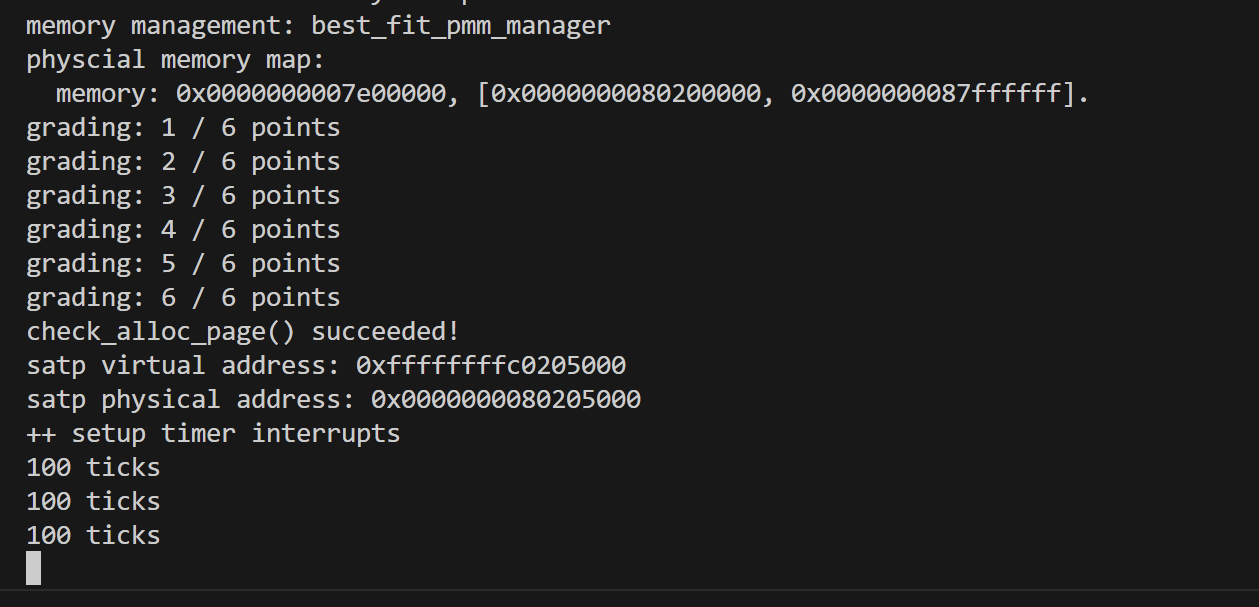 memory management: best_fit_pmm_manager
physcial memory map:
  memory: 0x0000000007e00000, [0x0000000080200000, 0x0000000087ffffff].
grading: 1 / 6 points
grading: 2 / 6 points
grading: 3 / 6 points
grading: 4 / 6 points
grading: 5 / 6 points
grading: 6 / 6 points
check_alloc_page() succeeded!
satp virtual address: 0xffffffffc0205000
satp physical address: 0x0000000080205000
++ setup timer interrupts
100 ticks
100 ticks
100 ticks